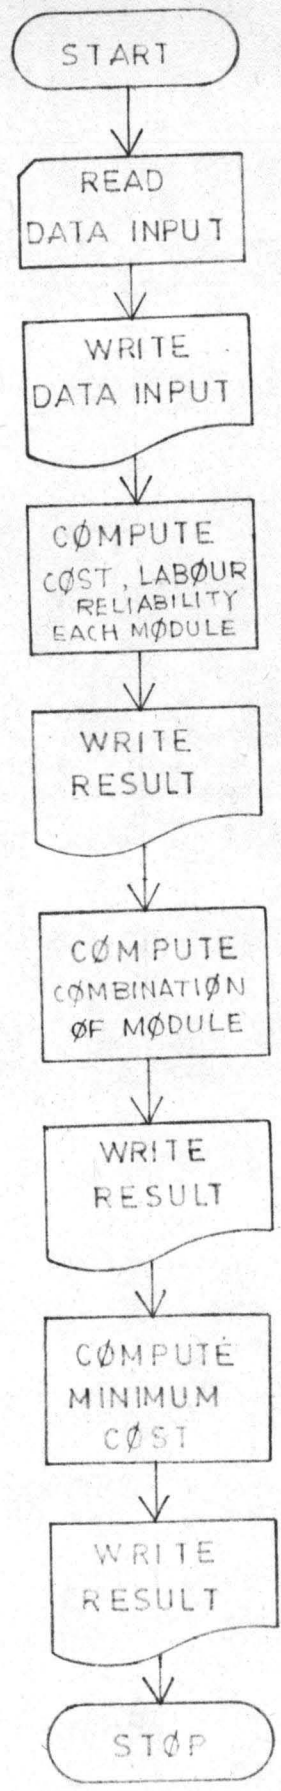 START
READ
DATA INPUT
WRITE
DATA INPUT
CØMPUTE
CØST, LABØUR
RELIABILITY
EACH MØDULE
WRITE
RESULT
CØMPUTE
CØMBINATIØN
ØF MØDULE
WRITE
RESULT
CØMPUTE
MINIMUM
CØST
WRITE
RESULT
STØP